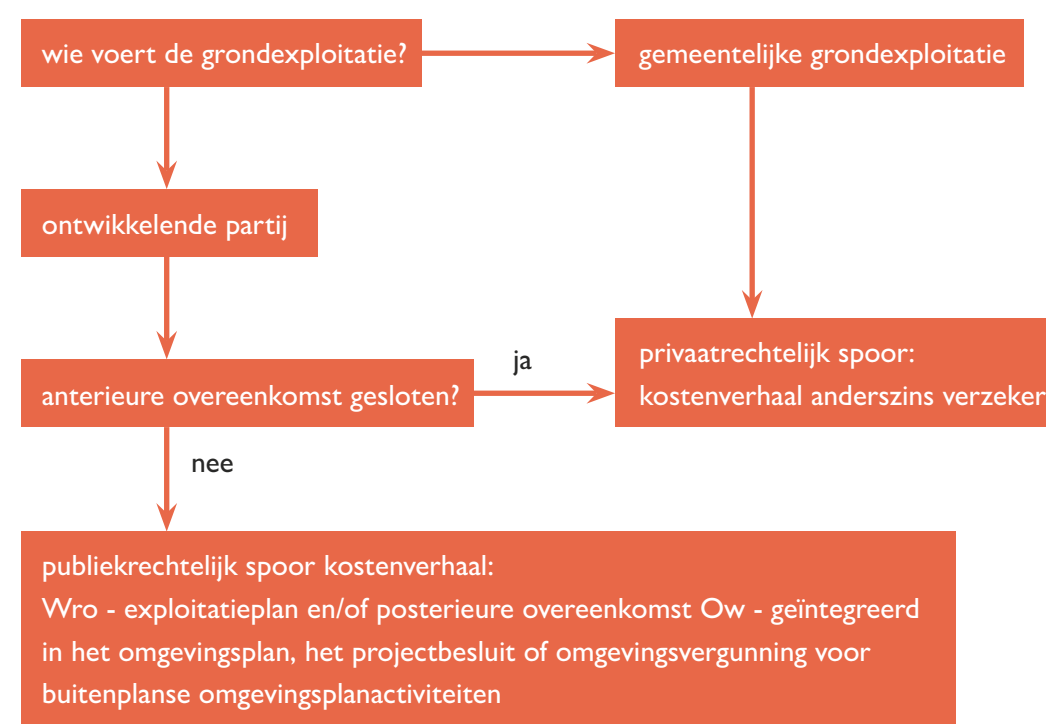 wie voert de grondexploitatie?
gemeentelijke grondexploitatie
ontwikkelende partij
anterieure overeenkomst gesloten?
ja
privaatrechtelijk spoor:
kostenverhaal anderszins verzeker
nee
publiekrechtelijk spoor kostenverhaal:
Wro - exploitatieplan en/of posterieure overeenkomst Ow - geïntegreerd
in het omgevingsplan, het projectbesluit of omgevingsvergunning voor
buitenplanse omgevingsplanactiviteiten